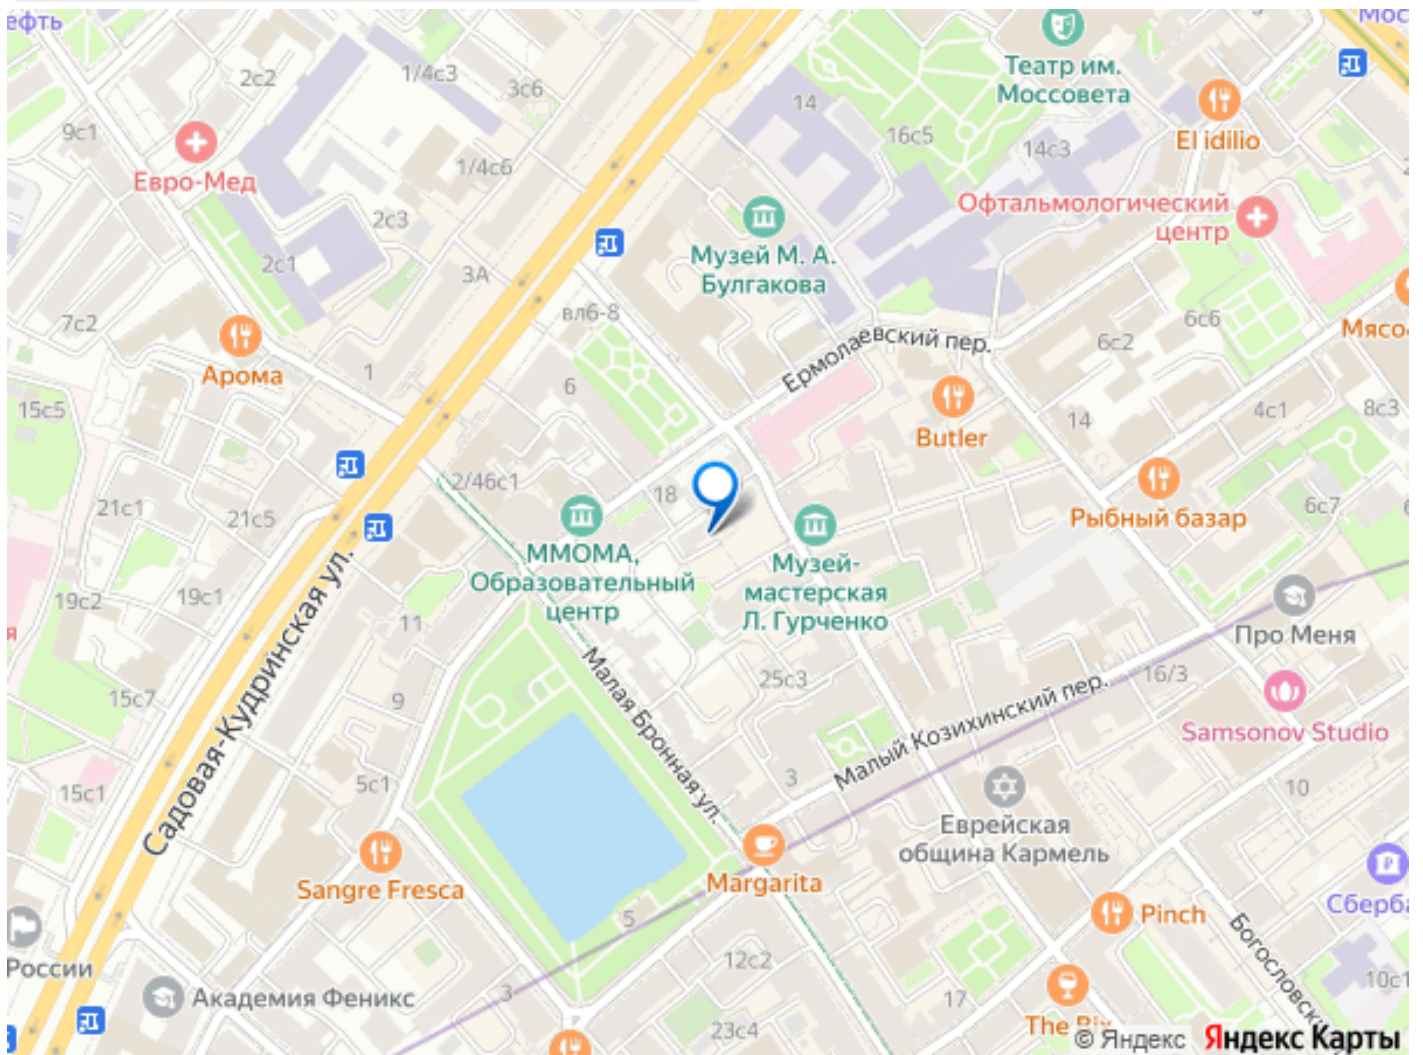 ефть
Мос
2с2
1/4с3
3с6
14
Театр им.
Моссовета
El idilio
9с1
Евро-Мед
1/4с6
16с5
14с3
Офтальмологический
центр
2с3
Музей М. А.
Булгакова
2с1
3А
вл6-8
7с2
Арома
1
6
Ермолаевский пер.
6с2
6с6
Мясо
15с5
Butler
14
4с1
8с3
2/46с1
18
21с1
21с5
ММОМА,
Образовательный
центр
Музей-
мастерская
Л. Гурченко
Рыбный базар
6с7
19с2
19с1
11
я
Про Меня
Садовая-Кудринская ул.
15с7
9
Малая Бронная ул.
25с3
16/3
Малый Козихинский пер.
Samsonov Studio
15с1
5с1
3
10
Еврейская
община Кармель
Sangre Fresca
Margarita
Сберба
5
Pinch
России
Академия Феникс
3
12с2
Богословски
17
10с1
23с4
The Bix
© Яндекс Яндекс Карты